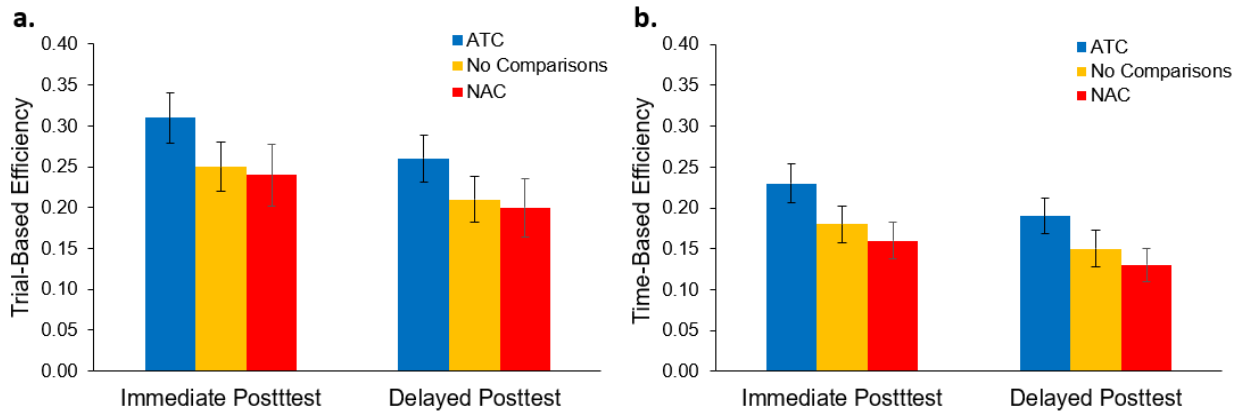 a.
0.40
0.35
0.30
0.25
0.20
0.15
0.10
0.05
0.00
Trial-Based Efficiency
ATC
No Comparisons
NAC
Immediate Postttest Delayed Posttest
b.
0.40
0.35
0.30
0.25
0.20
0.15
0.10
0.05
0.00
Time-Based Efficiency
ATC
No Comparisons
NAC
Immediate Postttest Delayed Posttest